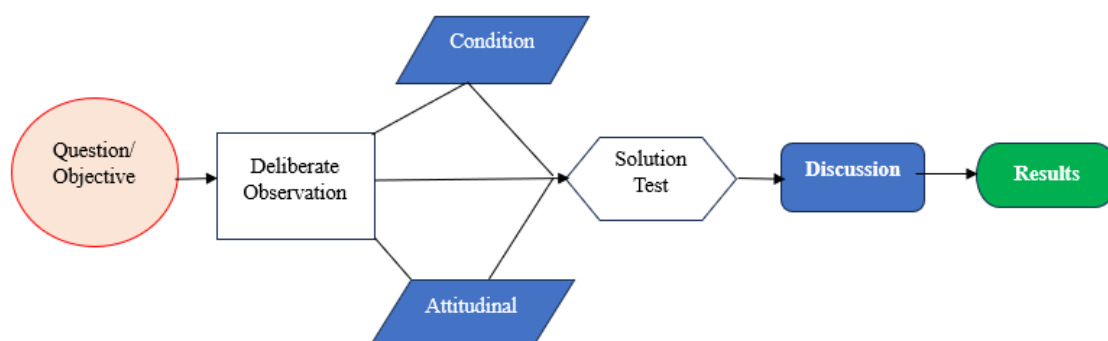 Question/
Objective
Deliberate
Observation
Condition
Attitudinal
Solution
Test
Discussion
Results